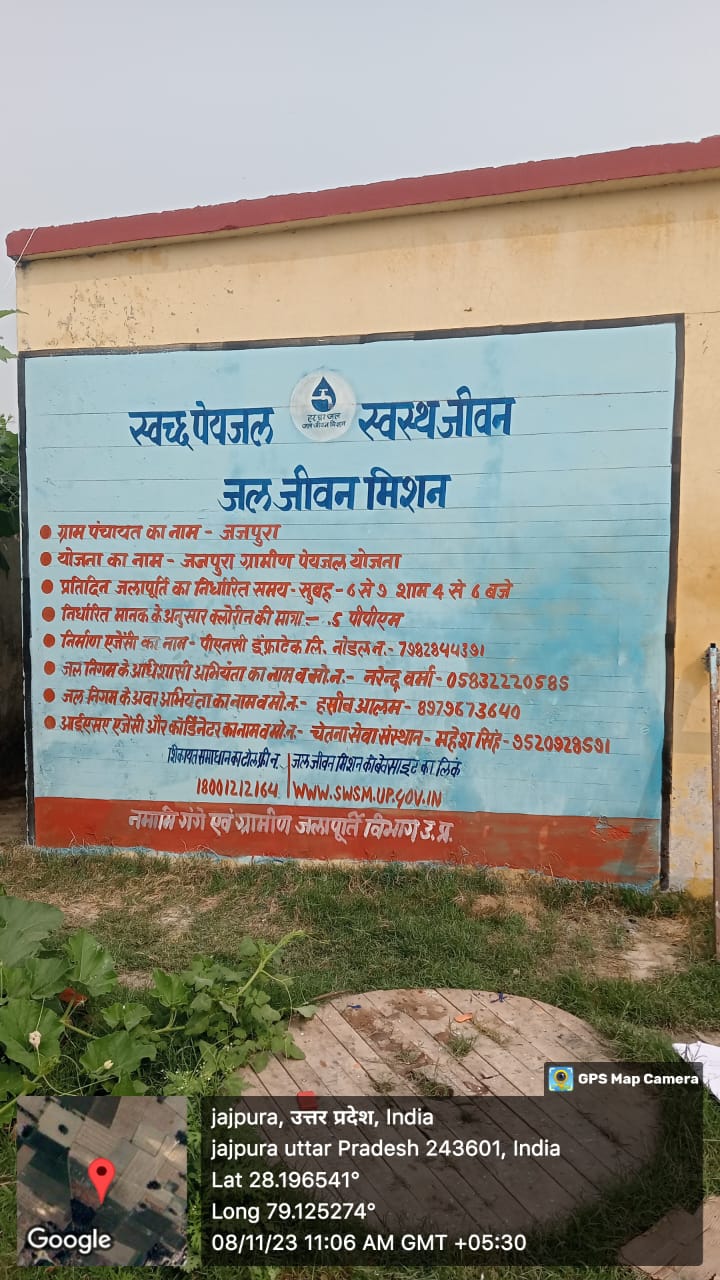 स्वच्छ पेयजल
हर घर जल
जल जीवन मिशन
स्वस्थ जीवन
जल जीवन मिशन
ग्राम पंचायत का नाम - जजपुरा
योजना का नाम - जजपुरा ग्रामीण पेयजल योजना
प्रतिदिन जलापूर्ति का निर्धारित समय - सुबह - 6 से 9 शाम 4 से 6 बजे
निर्धारित मानक के अनुसार क्लोरीन की मात्रा - .5 पीपीएम
निर्माण एजेंसी का नाम - पीएनसी इंफ्राटेक लि. नोडल न.- 7982844391
जल निगम के अधिशासी अभियंता का नाम व मो.न.- नरेन्द्र वर्मा - 05832220585
जल निगम के अवर अभियंता का नाम व मो.न- हसीब आलम - 8979673640
आईएसए एजेंसी और कॉर्डिनेटर का नाम व मो.न- चेतना सेवा संस्थान - महेश सिंह - 9520928591
शिकायत समाधान का टोल फ्री न. जल जीवन मिशन की वेबसाइट का लिंक
18001212164 WWW.SWSM.UP.GOV.IN
नमामि गंगे एवं ग्रामीण जलापूर्ति विभाग उ.प्र.
GPS Map Camera
jajpura, उत्तर प्रदेश, India
jajpura uttar Pradesh 243601, India
Lat 28.196541°
Long 79.125274°
08/11/23 11:06 AM GMT +05:30
Google